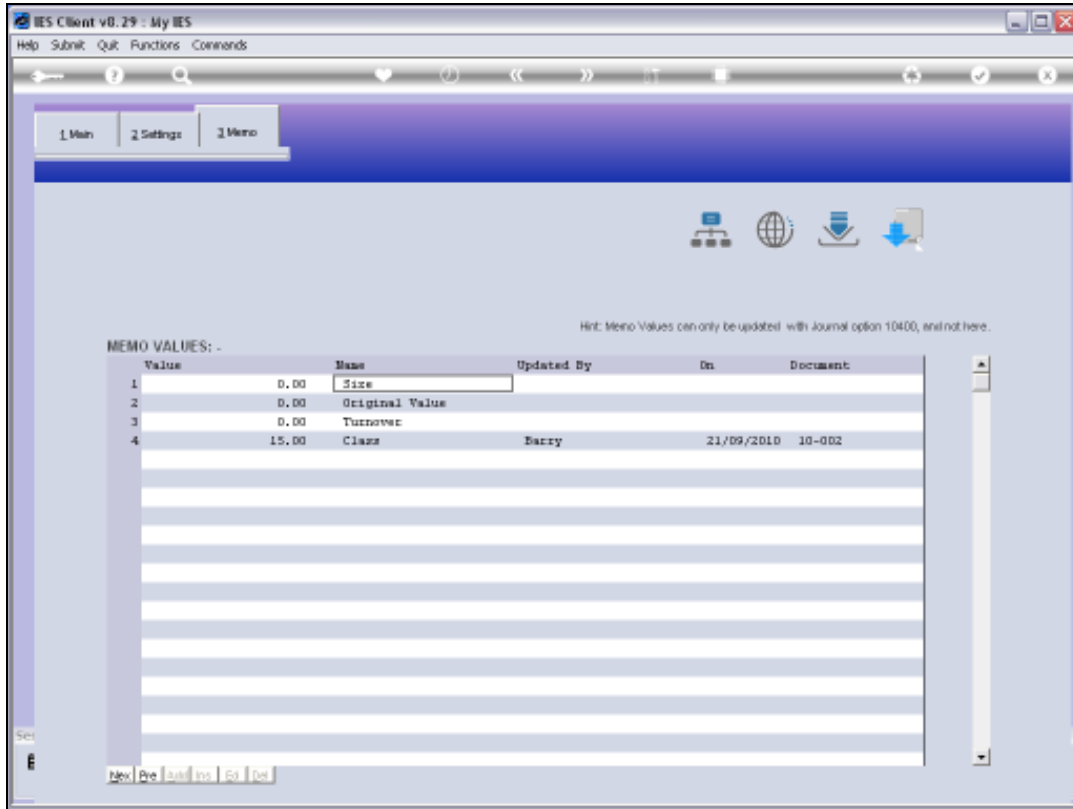 IES Client v8.29 : My IES
Help Submit Quit Functions Commands
1 Main 2 Settings 3 Memo
Hint: Memo Values can only be updated with Journal option 10400, and not here.
MEMO VALUES: -
Value Name Updated By On Document
1 0.00 Size
2 0.00 Original Value
3 0.00 Turnover
4 15.00 Class Barry 21/09/2010 10-002
Nex Pre Add Ins Ed Del